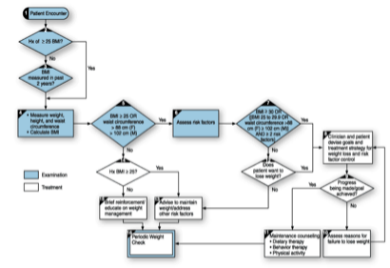 Patient Encounter
Hx of ≥ 25 BMI?
No
Yes
BMI
measured in past
2 years?
No
• Measure weight,
height, and waist
circumference
• Calculate BMI
BMI ≥ 25 OR
waist circumference
> 88 cm (F)
> 102 cm (M)
Yes
Assess risk factors
BMI ≥ 30 OR
{[BMI 25 to 29.9 OR
waist circumference >88
cm (F) > 102 cm (M)]
AND ≥ 2 risk
factors}
Yes
Clinician and patient
devise goals and
treatment strategy for
weight loss and risk
factor control
No
No
Hx BMI ≥ 25?
Yes
Does
patient want to
lose weight?
Yes
No
Progress
being made/goal
achieved?
Yes
No
No
Examination
Treatment
Brief reinforcement/
educate on weight
management
Advise to maintain
weight/address
other risk factors
Periodic Weight
Check
Maintenance counseling:
• Dietary therapy
• Behavior therapy
• Physical activity
Assess reasons for
failure to lose weight